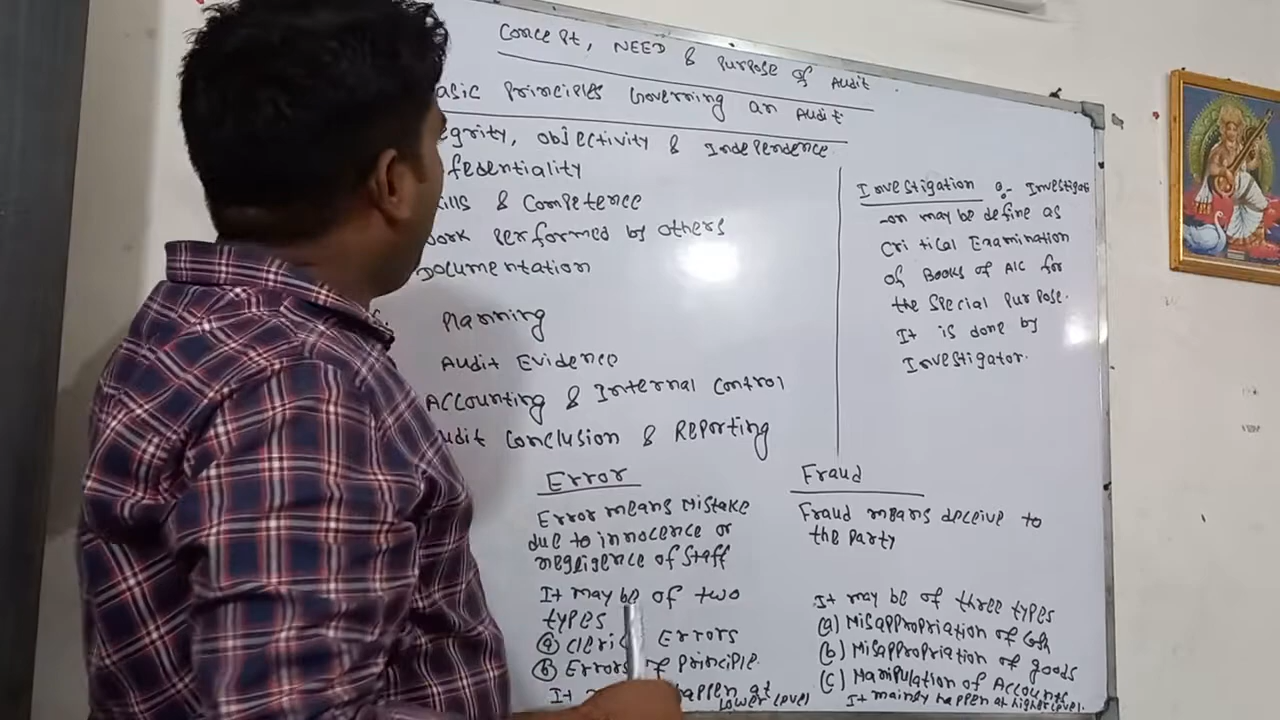 Concept, NEED & Purpose of Audit
asic Principles Governing an Audit
egrity, objectivity & Independence
fedentiality
ills & Competence
work performed by others
Documentation
Planning
Audit Evidence
Accounting & Internal Control
udit Conclusion & Reporting
Investigation :- Investigati
-on may be define as
Critical Examination
of Books of A/C for
the Special Purpose.
It is done by
Investigator.
Error
Error means Mistake
due to innocence or
negligence of Staff
It may be of two
types
(a) Cleri Errors
(b) Errors of Principle.
It happen at
lower level
Fraud
Fraud means deceive to
the Party
It may be of three types
(a) Misappropriation of Cash
(b) Misappropriation of goods
(c) Manipulation of Accounts
It mainly happen at higher level.